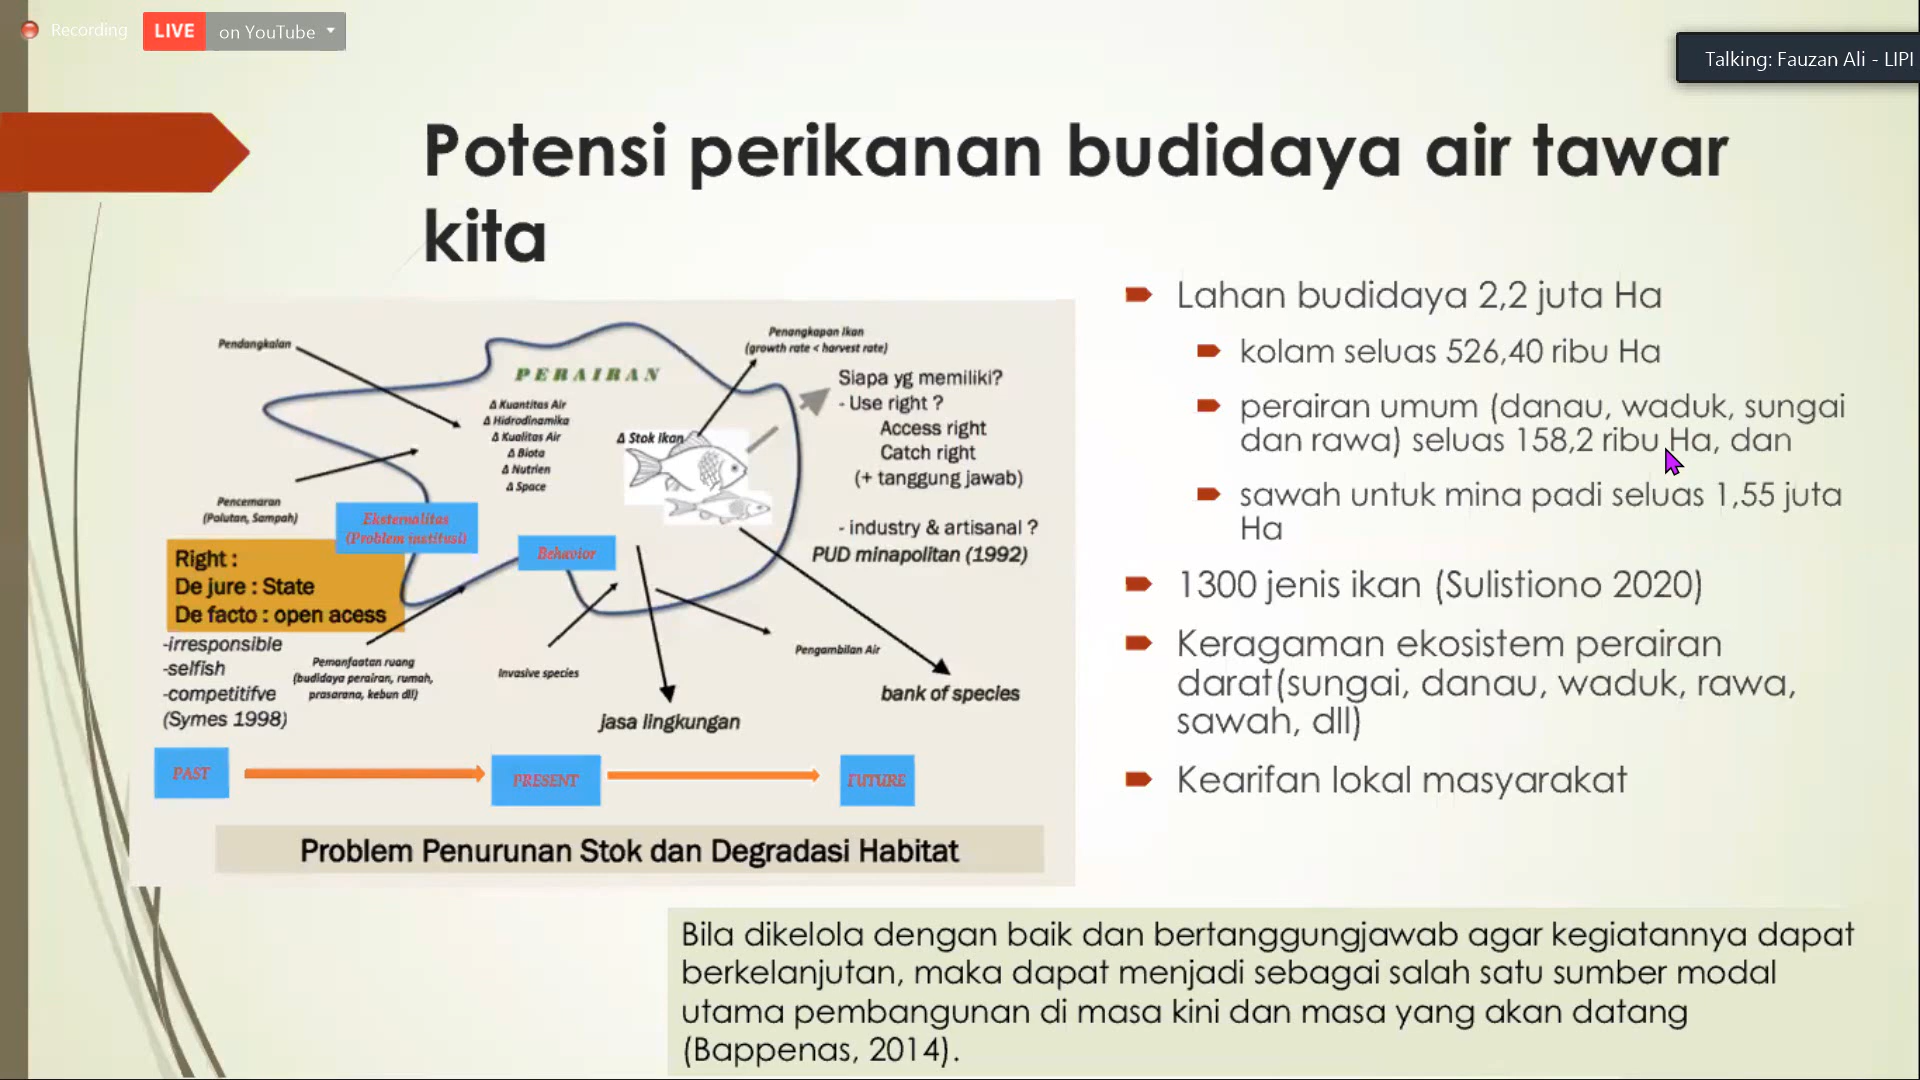 Recording
LIVE on YouTube
Talking: Fauzan Ali - LIPI
Potensi perikanan budidaya air tawar
kita
Pendangkalan
PERAIRAN
Δ Kuantitas Air
Δ Hidrodinamika
Δ Kualitas Air
Δ Biota
Δ Nutrien
Δ Space
Δ Stok ikan
Penangkapan Ikan
(growth rate < harvest rate)
Siapa yg memiliki?
- Use right ?
Access right
Catch right
(+ tanggung jawab)
- industry & artisanal ?
PUD minapolitan (1992)
Pencemaran
(Polutan, Sampah)
Eksternalitas
(Problem institusi)
Behavior
Right :
De jure : State
De facto : open acess
-irresponsible
-selfish
-competitifve
(Symes 1998)
Pemanfaatan ruang
(budidaya perairan, rumah,
prasarana, kebun dll)
Invasive species
Pengambilan Air
jasa lingkungan
bank of species
PAST
PRESENT
FUTURE
Problem Penurunan Stok dan Degradasi Habitat
Lahan budidaya 2,2 juta Ha
kolam seluas 526,40 ribu Ha
perairan umum (danau, waduk, sungai
dan rawa) seluas 158,2 ribu Ha, dan
sawah untuk mina padi seluas 1,55 juta
Ha
1300 jenis ikan (Sulistiono 2020)
Keragaman ekosistem perairan
darat(sungai, danau, waduk, rawa,
sawah, dll)
Kearifan lokal masyarakat
Bila dikelola dengan baik dan bertanggungjawab agar kegiatannya dapat
berkelanjutan, maka dapat menjadi sebagai salah satu sumber modal
utama pembangunan di masa kini dan masa yang akan datang
(Bappenas, 2014).